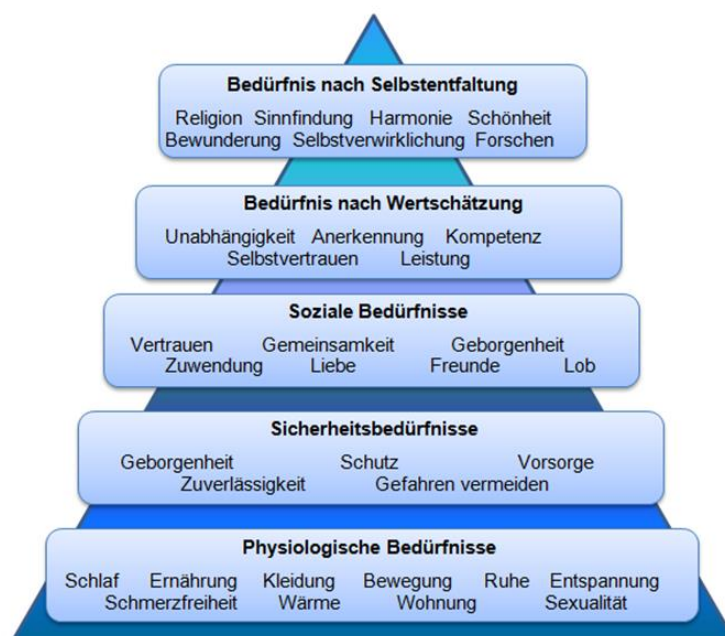 Bedürfnis nach Selbstentfaltung
Religion Sinnfindung Harmonie Schönheit
Bewunderung Selbstverwirklichung Forschen
Bedürfnis nach Wertschätzung
Unabhängigkeit Anerkennung Kompetenz
Selbstvertrauen Leistung
Soziale Bedürfnisse
Vertrauen Gemeinsamkeit Geborgenheit
Zuwendung Liebe Freunde Lob
Sicherheitsbedürfnisse
Geborgenheit Schutz Vorsorge
Zuverlässigkeit Gefahren vermeiden
Physiologische Bedürfnisse
Schlaf Ernährung Kleidung Bewegung Ruhe Entspannung
Schmerzfreiheit Wärme Wohnung Sexualität